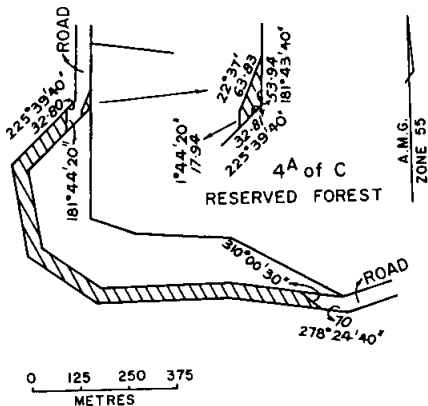 ROAD
225°39'40"
32.80
181°44'20"
22°37'
63.83
53.94
181°43'40"
1°44'20"
17.94
32.81
225°39'40"
4A of C
RESERVED FOREST
A.M.G.
ZONE 55
310°00'30"
ROAD
70
278°24'40"
0 125 250 375
METRES